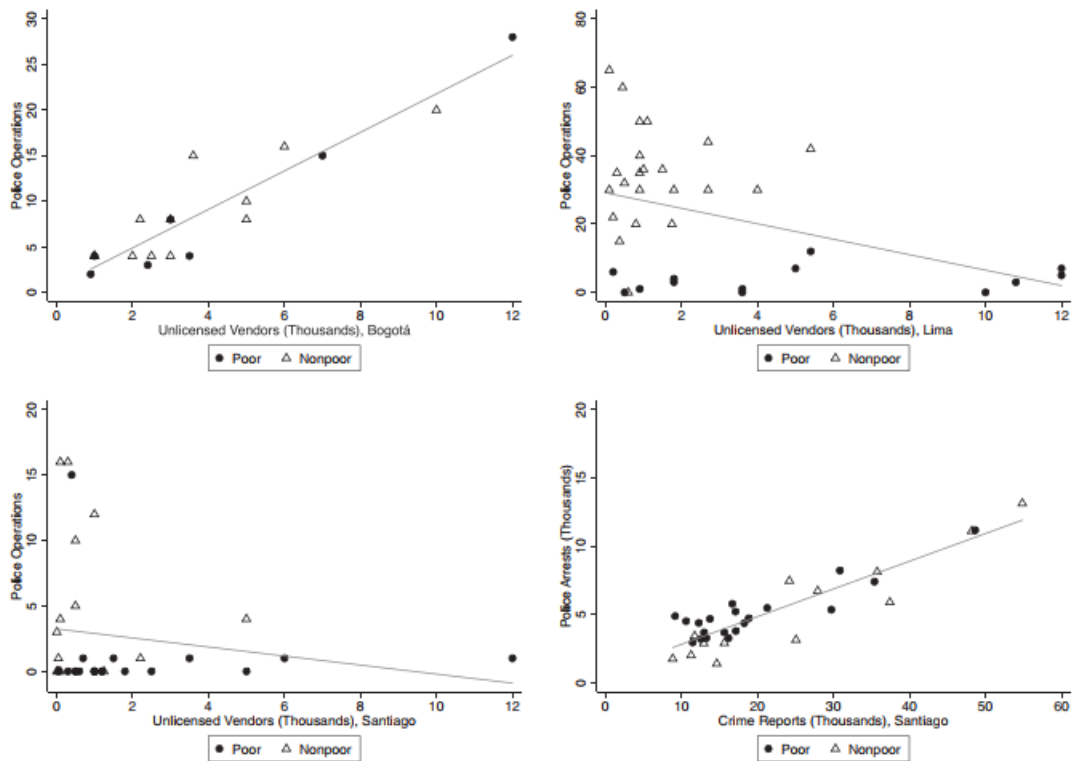 30
25
20
15
10
5
0
Police Operations
0 2 4 6 8 10 12
Unlicensed Vendors (Thousands), Bogotá
Poor Nonpoor
80
60
40
20
0
Police Operations
0 2 4 6 8 10 12
Unlicensed Vendors (Thousands), Lima
Poor Nonpoor
20
15
10
5
0
Police Operations
0 2 4 6 8 10 12
Unlicensed Vendors (Thousands), Santiago
Poor Nonpoor
20
15
10
5
0
Police Arrests (Thousands)
0 10 20 30 40 50 60
Crime Reports (Thousands), Santiago
Poor Nonpoor